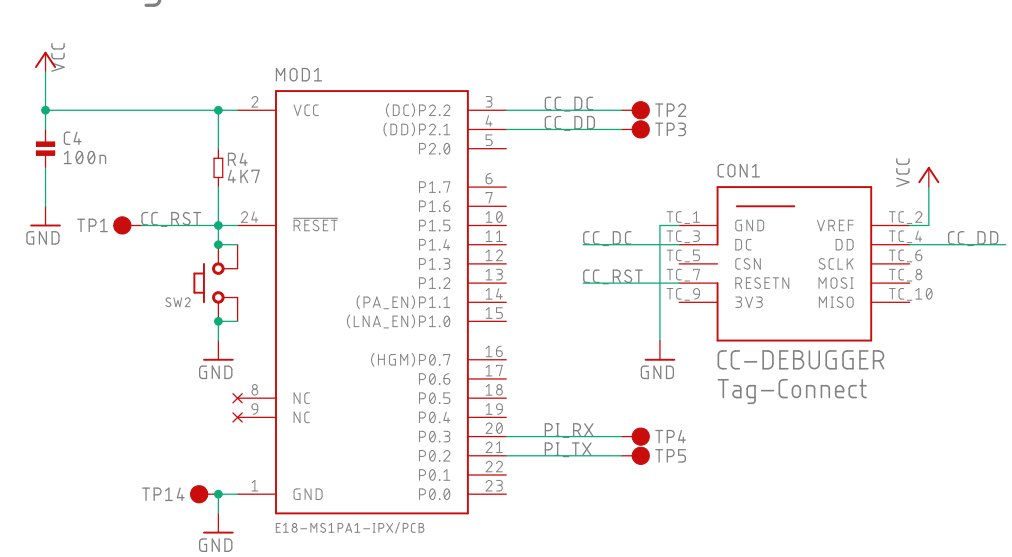 VCC
C4
100n
GND
MOD1
2
VCC
R4
4K7
TP1
CC_RST
24
RESET
SW2
GND
8
NC
9
NC
TP14
1
GND
GND
E18-MS1PA1-IPX/PCB
(DC)P2.2
3
CC_DC
TP2
(DD)P2.1
4
CC_DD
TP3
P2.0
5
P1.7
6
P1.6
7
P1.5
10
P1.4
11
P1.3
12
P1.2
13
(PA_EN)P1.1
14
(LNA_EN)P1.0
15
(HGM)P0.7
16
P0.6
17
P0.5
18
P0.4
19
P0.3
20
PI_RX
TP4
P0.2
21
PI_TX
TP5
P0.1
22
P0.0
23
CON1
VCC
TC_1
GND
VREF
TC_2
CC_DC
TC_3
DC
DD
TC_4
CC_DD
TC_5
CSN
SCLK
TC_6
CC_RST
TC_7
RESETN
MOSI
TC_8
TC_9
3V3
MISO
TC_10
GND
CC-DEBUGGER
Tag-Connect